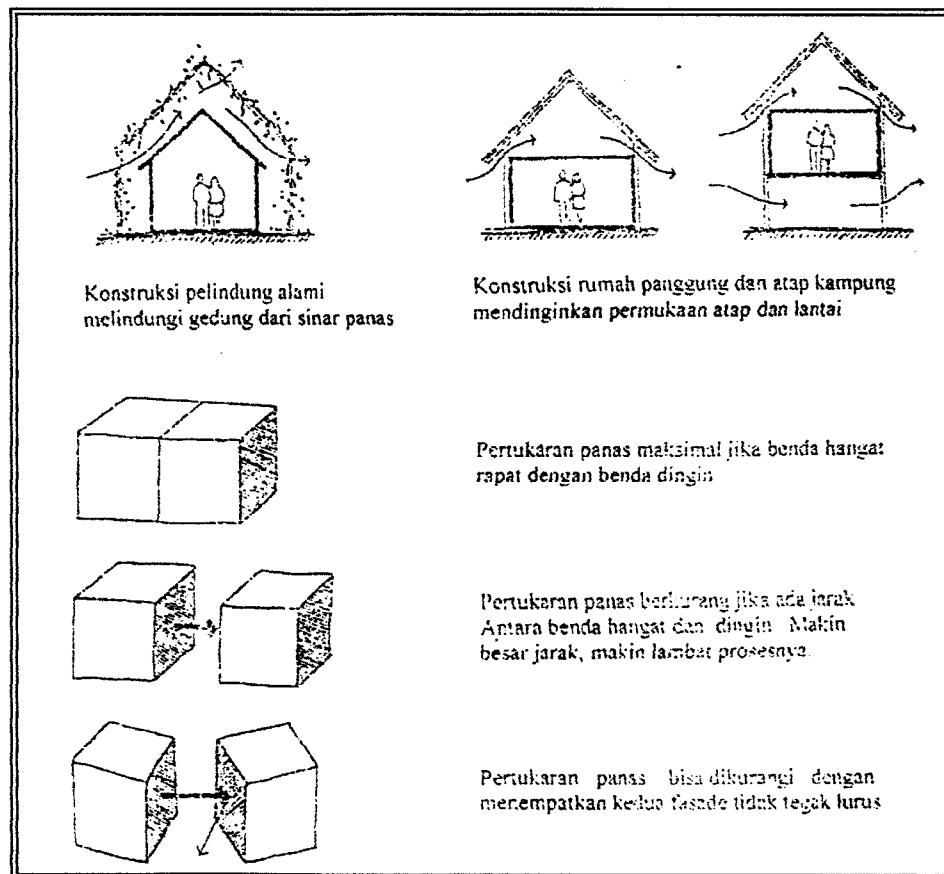 Konstruksi pelindung alami
melindungi gedung dari sinar panas
Konstruksi rumah panggung dan atap kampung
mendinginkan permukaan atap dan lantai
Pertukaran panas maksimal jika benda hangat
rapat dengan benda dingin
Pertukaran panas berkurang jika ada jarak
Antara benda hangat dan dingin. Makin
besar jarak, makin lambat prosesnya.
Pertukaran panas bisa dikurangi dengan
menempatkan kedua fasade tidak tegak lurus